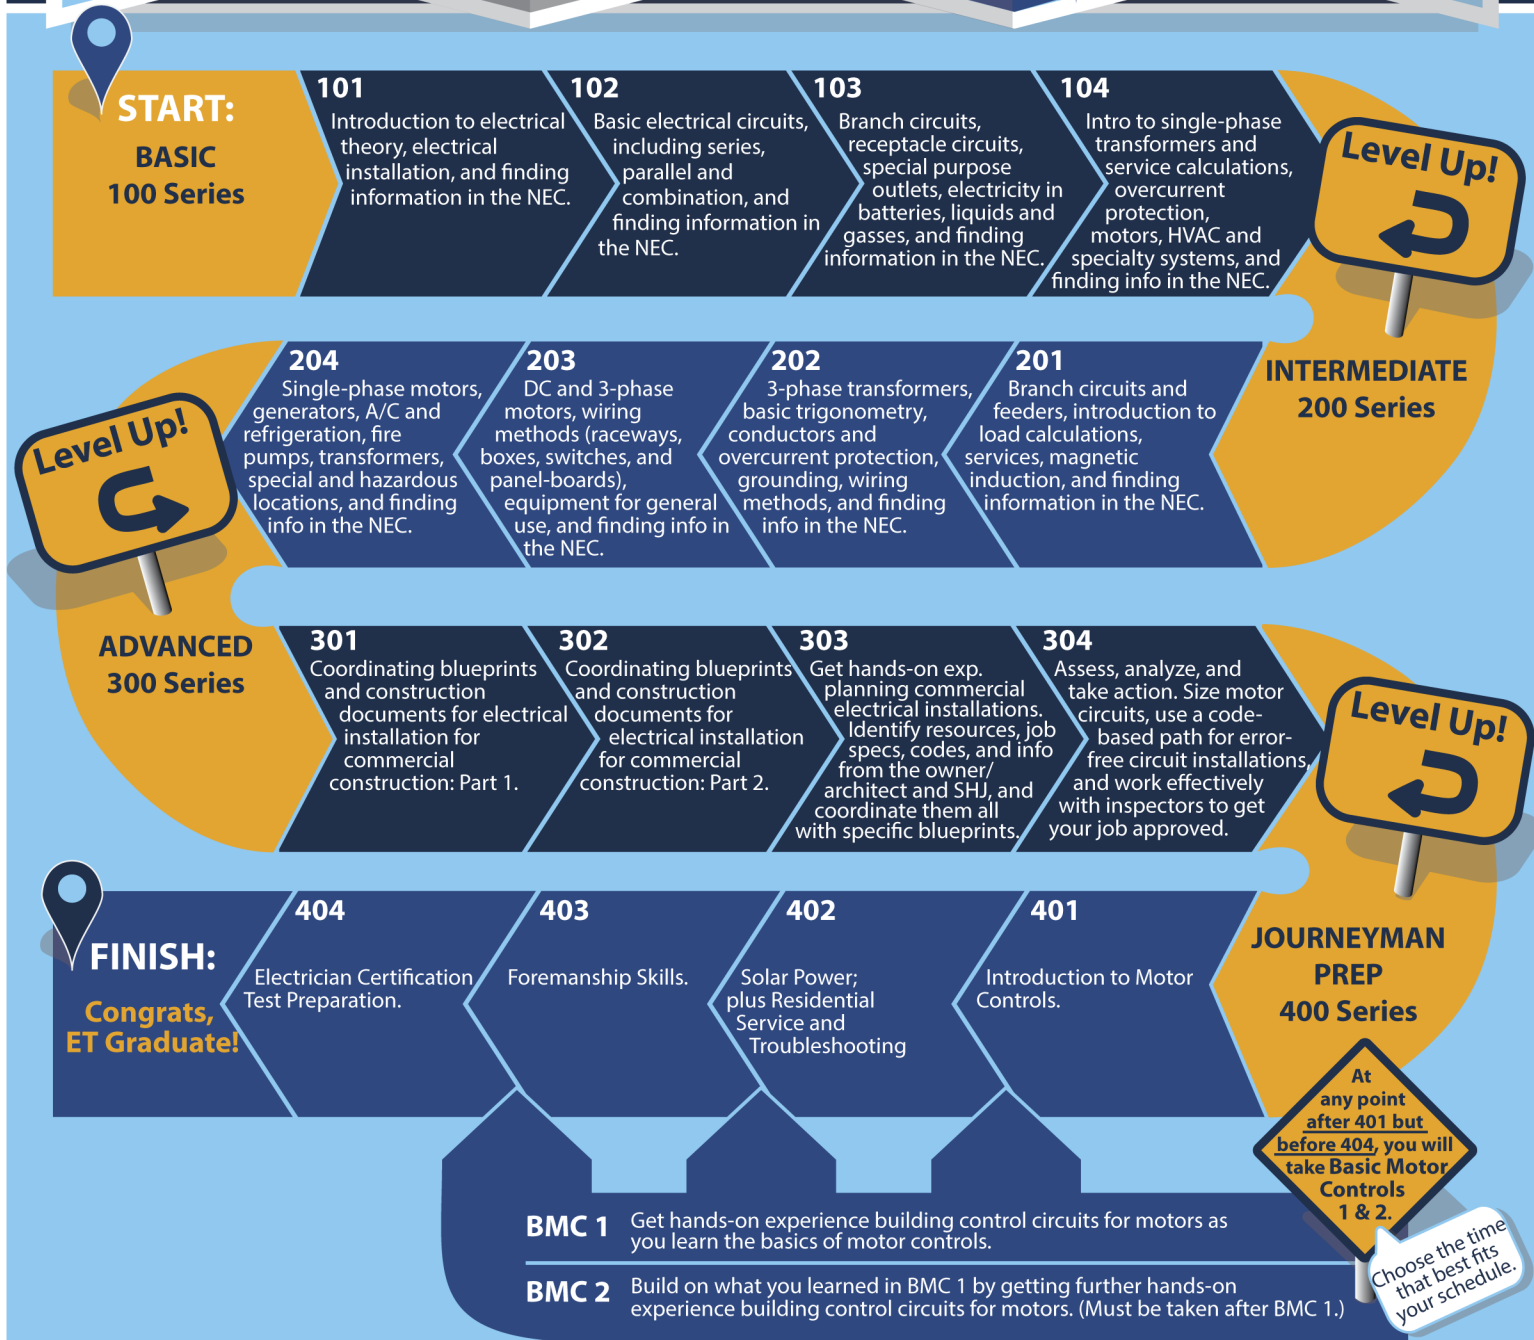 START:
BASIC
100 Series
101
Introduction to electrical
theory, electrical
installation, and finding
information in the NEC.
102
Basic electrical circuits,
including series,
parallel and
combination, and
finding information in
the NEC.
103
Branch circuits,
receptacle circuits,
special purpose
outlets, electricity in
batteries, liquids and
gasses, and finding
information in the NEC.
104
Intro to single-phase
transformers and
service calculations,
overcurrent
protection,
motors, HVAC and
specialty systems, and
finding info in the NEC.
Level Up!
INTERMEDIATE
200 Series
201
Branch circuits and
feeders, introduction to
load calculations,
services, magnetic
induction, and finding
information in the NEC.
202
3-phase transformers,
basic trigonometry,
conductors and
overcurrent protection,
grounding, wiring
methods, and finding
info in the NEC.
203
DC and 3-phase
motors, wiring
methods (raceways,
boxes, switches, and
panel-boards),
equipment for general
use, and finding info in
the NEC.
204
Single-phase motors,
generators, A/C and
refrigeration, fire
pumps, transformers,
special and hazardous
locations, and finding
info in the NEC.
Level Up!
ADVANCED
300 Series
301
Coordinating blueprints
and construction
documents for electrical
installation for
commercial
construction: Part 1.
302
Coordinating blueprints
and construction
documents for
electrical installation
for commercial
construction: Part 2.
303
Get hands-on exp.
planning commercial
electrical installations.
Identify resources, job
specs, codes, and info
from the owner/
architect and SHJ, and
coordinate them all
with specific blueprints.
304
Assess, analyze, and
take action. Size motor
circuits, use a code-
based path for error-
free circuit installations,
and work effectively
with inspectors to get
your job approved.
Level Up!
JOURNEYMAN
PREP
400 Series
401
Introduction to Motor
Controls.
402
Solar Power;
plus Residential
Service and
Troubleshooting
403
Foremanship Skills.
404
Electrician Certification
Test Preparation.
FINISH:
Congrats,
ET Graduate!
At
any point
after 401 but
before 404, you will
take Basic Motor
Controls
1 & 2.
Choose the time
that best fits
your schedule.
BMC 1
Get hands-on experience building control circuits for motors as
you learn the basics of motor controls.
BMC 2
Build on what you learned in BMC 1 by getting further hands-on
experience building control circuits for motors. (Must be taken after BMC 1.)